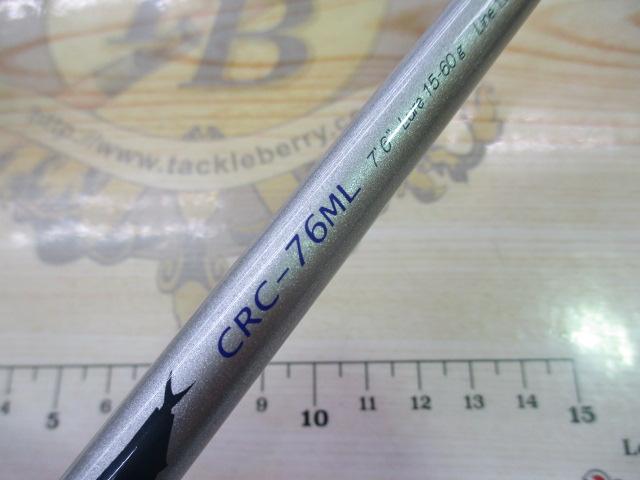 CRC-76ML 7'6" Lure 15-60g Line
http://www.tackleberry.co
B
4 5 6 9 10 11 12 13 14 15